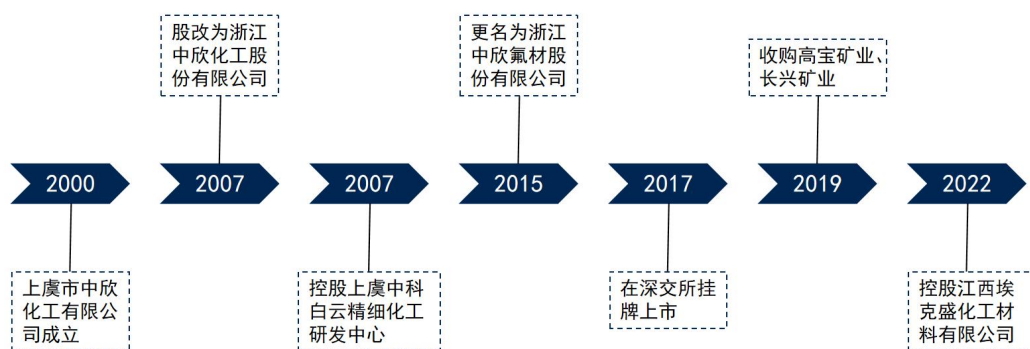 股改为浙江
中欣化工股
份有限公司
更名为浙江
中欣氟材股
份有限公司
收购高宝矿业、
长兴矿业
2000
2007
2007
2015
2017
2019
2022
上虞市中欣
化工有限公
司成立
控股上虞中科
白云精细化工
研发中心
在深交所挂
牌上市
控股江西埃
克盛化工材
料有限公司